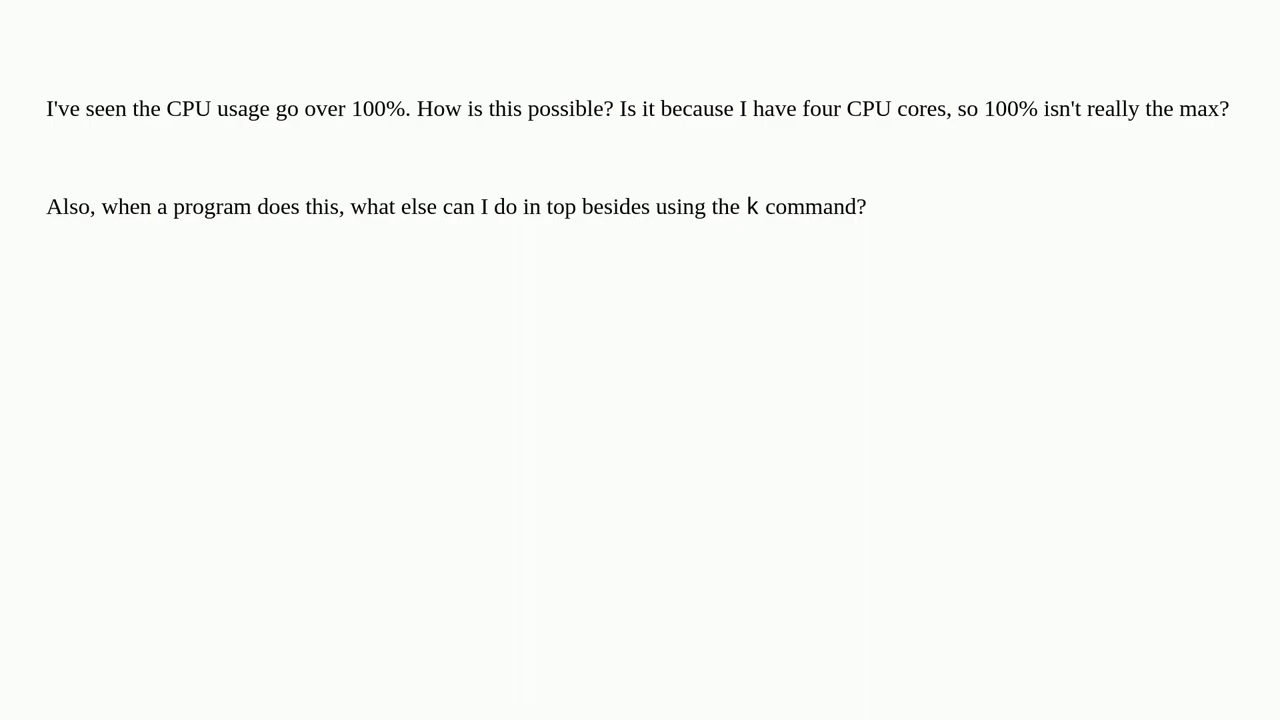 I've seen the CPU usage go over 100%. How is this possible? Is it because I have four CPU cores, so 100% isn't really the max?
Also, when a program does this, what else can I do in top besides using the k command?